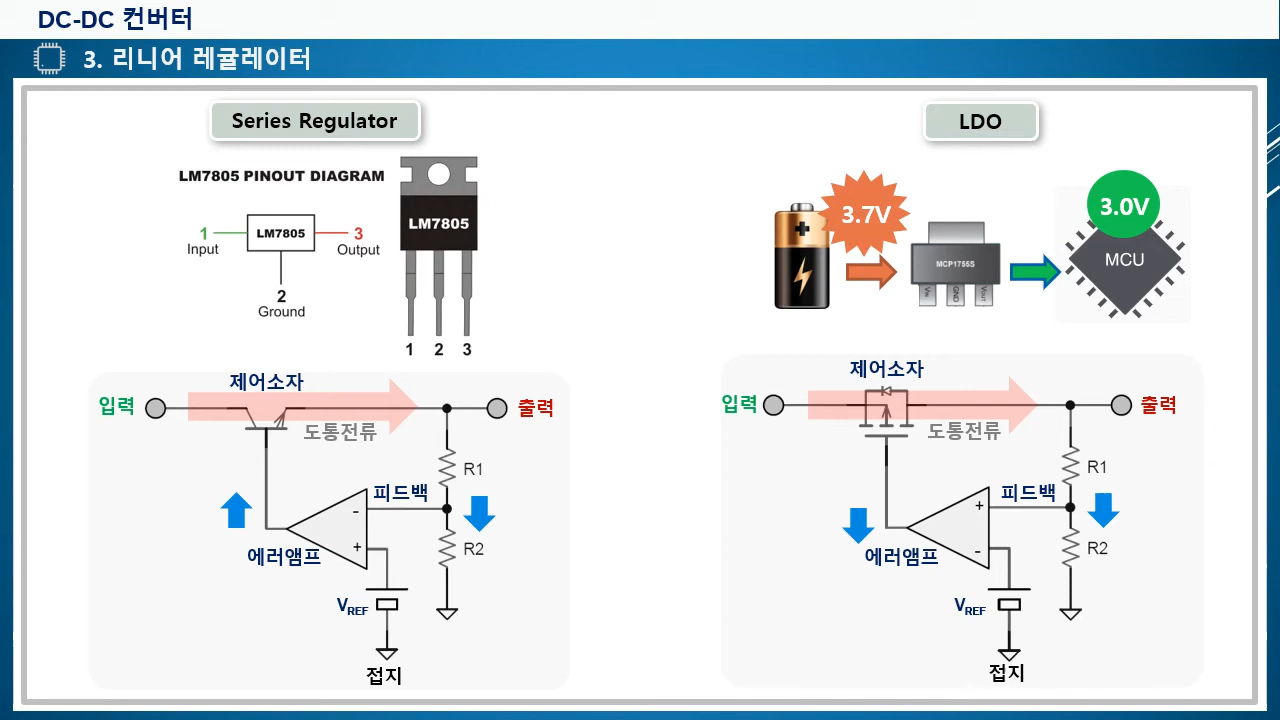 DC-DC 컨버터
3. 리니어 레귤레이터
Series Regulator
LM7805 PINOUT DIAGRAM
LM7805
1
Input
LM7805
3
Output
2
Ground
1 2 3
제어소자
입력
출력
도통전류
R1
피드백
-
+
에러앰프
R2
VREF
접지
LDO
3.7V
MCP1755S
Vin
GND
Vout
3.0V
MCU
제어소자
입력
출력
도통전류
R1
피드백
+
-
에러앰프
R2
VREF
접지